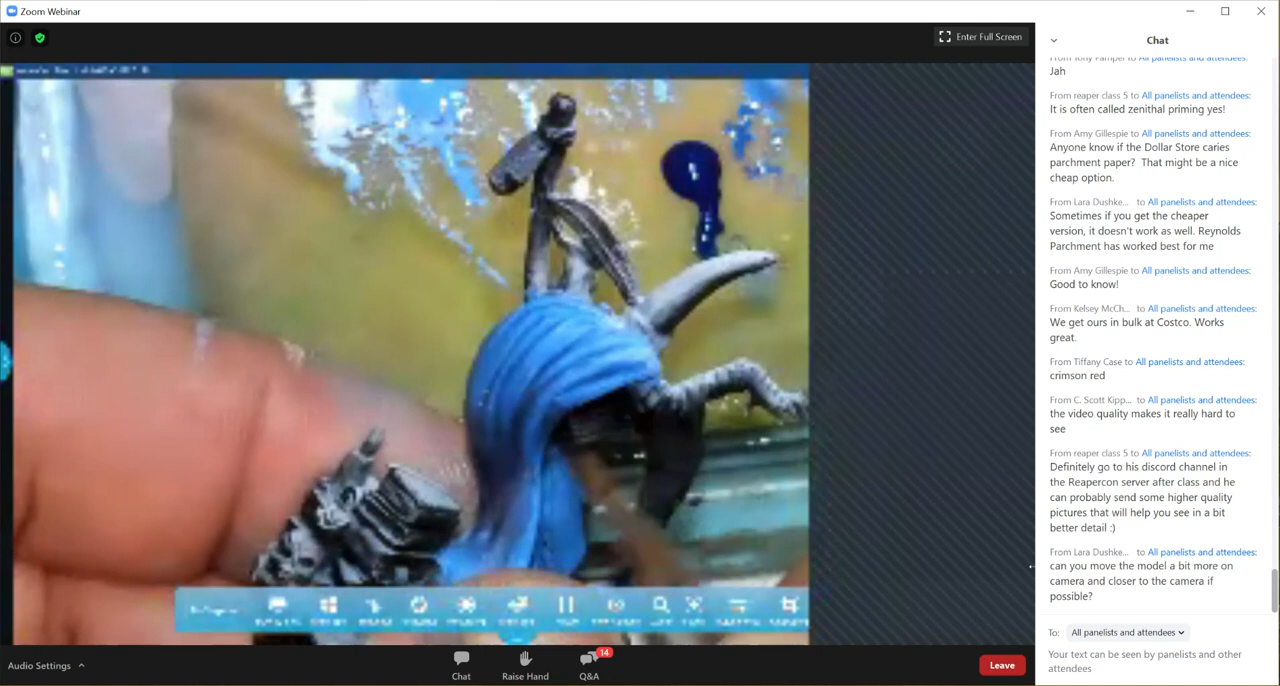 Zoom Webinar
Enter Full Screen
Chat
From Tony Pamper to All panelists and attendees:
Jah
From reaper class 5 to All panelists and attendees:
It is often called zenithal priming yes!
From Amy Gillespie to All panelists and attendees:
Anyone know if the Dollar Store caries
parchment paper? That might be a nice
cheap option.
From Lara Dushke... to All panelists and attendees:
Sometimes if you get the cheaper
version, it doesn't work as well. Reynolds
Parchment has worked best for me
From Amy Gillespie to All panelists and attendees:
Good to know!
From Kelsey McCh... to All panelists and attendees:
We get ours in bulk at Costco. Works
great.
From Tiffany Case to All panelists and attendees:
crimson red
From C. Scott Kipp... to All panelists and attendees:
the video quality makes it really hard to
see
From reaper class 5 to All panelists and attendees:
Definitely go to his discord channel in
the Reapercon server after class and he
can probably send some higher quality
pictures that will help you see in a bit
better detail :)
From Lara Dushke... to All panelists and attendees:
can you move the model a bit more on
camera and closer to the camera if
possible?
To: All panelists and attendees
Your text can be seen by panelists and other
attendees
Audio Settings
Chat
Raise Hand
14
Q&A
Leave